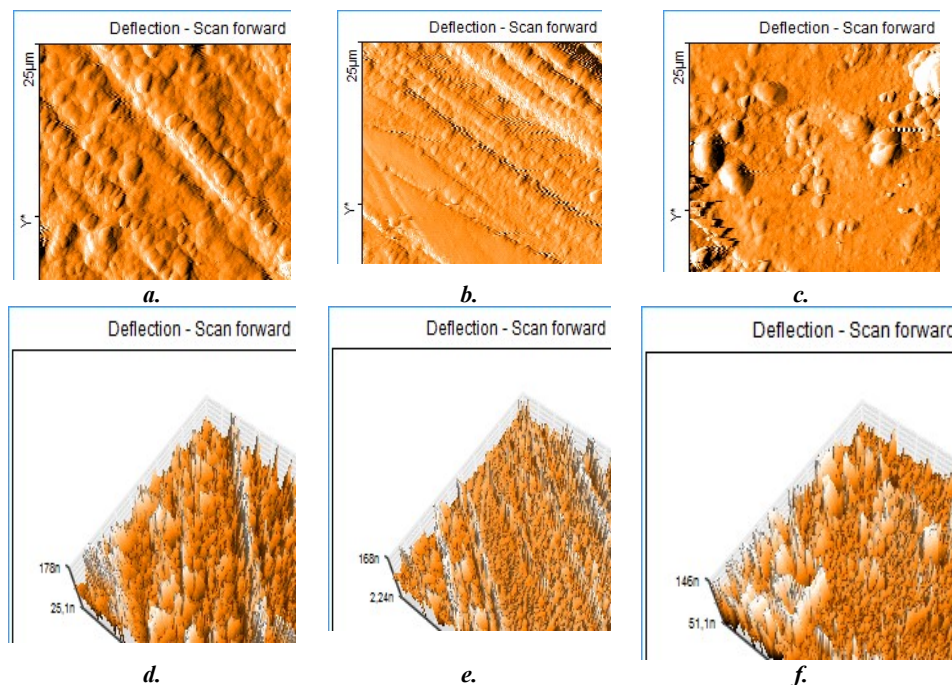 Deflection - Scan forward
Deflection - Scan forward
Deflection - Scan forward
25µm
25µm
25µm
Y*
Y*
Y*
a.
b.
c.
Deflection - Scan forward
Deflection - Scan forward
Deflection - Scan forward
178n
25,1n
168n
2,24n
146n
51,1n
d.
e.
f.